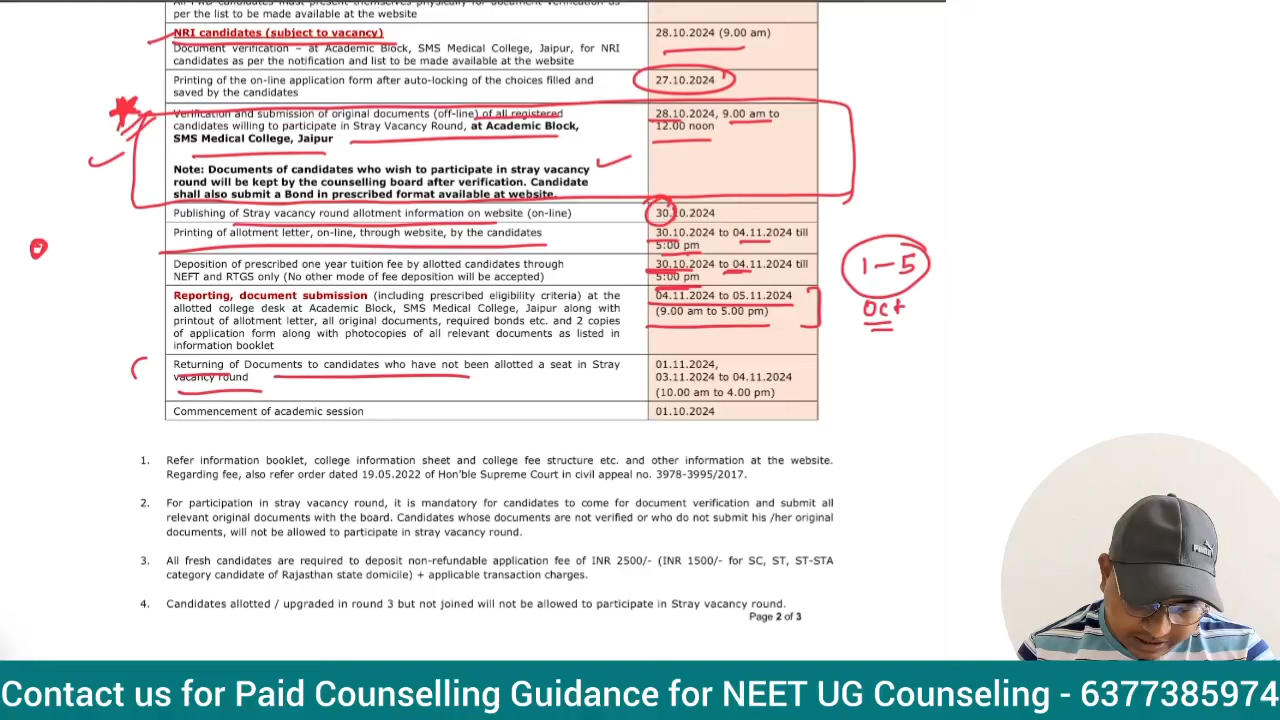 All PwD candidates must present themselves physically for document verification as
per the list to be made available at the website
NRI candidates (subject to vacancy)
28.10.2024 (9.00 am)
Document verification – at Academic Block, SMS Medical College, Jaipur, for NRI
candidates as per the notification and list to be made available at the website
Printing of the on-line application form after auto-locking of the choices filled and
saved by the candidates
27.10.2024
Verification and submission of original documents (off-line) of all registered
candidates willing to participate in Stray Vacancy Round, at Academic Block,
SMS Medical College, Jaipur
28.10.2024, 9.00 am to
12.00 noon
Note: Documents of candidates who wish to participate in stray vacancy
round will be kept by the counselling board after verification. Candidate
shall also submit a Bond in prescribed format available at website.
Publishing of Stray vacancy round allotment information on website (on-line)
30.10.2024
Printing of allotment letter, on-line, through website, by the candidates
30.10.2024 to 04.11.2024 till
5:00 pm
Deposition of prescribed one year tuition fee by allotted candidates through
NEFT and RTGS only (No other mode of fee deposition will be accepted)
30.10.2024 to 04.11.2024 till
5:00 pm
1-5
Oct
Reporting, document submission (including prescribed eligibility criteria) at the
allotted college desk at Academic Block, SMS Medical College, Jaipur along with
printout of allotment letter, all original documents, required bonds etc. and 2 copies
of application form along with photocopies of all relevant documents as listed in
information booklet
04.11.2024 to 05.11.2024
(9.00 am to 5.00 pm)
Returning of Documents to candidates who have not been allotted a seat in Stray
vacancy round
01.11.2024,
03.11.2024 to 04.11.2024
(10.00 am to 4.00 pm)
Commencement of academic session
01.10.2024
1. Refer information booklet, college information sheet and college fee structure etc. and other information at the website.
Regarding fee, also refer order dated 19.05.2022 of Hon'ble Supreme Court in civil appeal no. 3978-3995/2017.
2. For participation in stray vacancy round, it is mandatory for candidates to come for document verification and submit all
relevant original documents with the board. Candidates whose documents are not verified or who do not submit his /her original
documents, will not be allowed to participate in stray vacancy round.
3. All fresh candidates are required to deposit non-refundable application fee of INR 2500/- (INR 1500/- for SC, ST, ST-STA
category candidate of Rajasthan state domicile) + applicable transaction charges.
4. Candidates allotted / upgraded in round 3 but not joined will not be allowed to participate in Stray vacancy round.
Page 2 of 3
Contact us for Paid Counselling Guidance for NEET UG Counseling - 6377385974